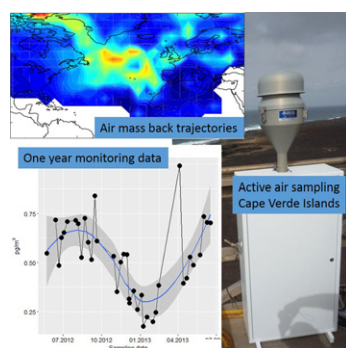 Air mass back trajectories
One year monitoring data
Active air sampling
Cape Verde Islands
pg/m³
0.75
0.50
0.25
07.2012
10.2012
01.2013
04.2013
Sampling date